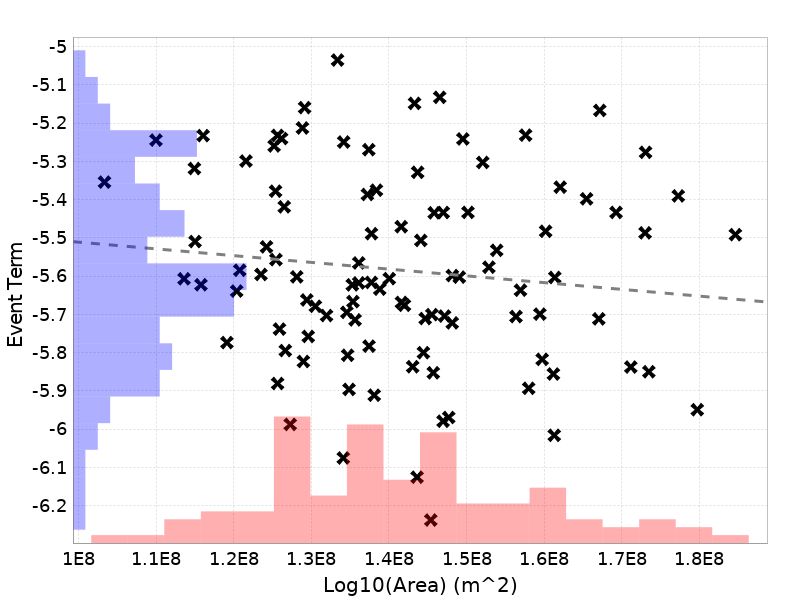 -5
-5.1
-5.2
-5.3
-5.4
-5.5
-5.6
-5.7
-5.8
-5.9
-6
-6.1
-6.2
Event Term
1E8
1.1E8
1.2E8
1.3E8
1.4E8
1.5E8
1.6E8
1.7E8
1.8E8
Log10(Area) (m^2)